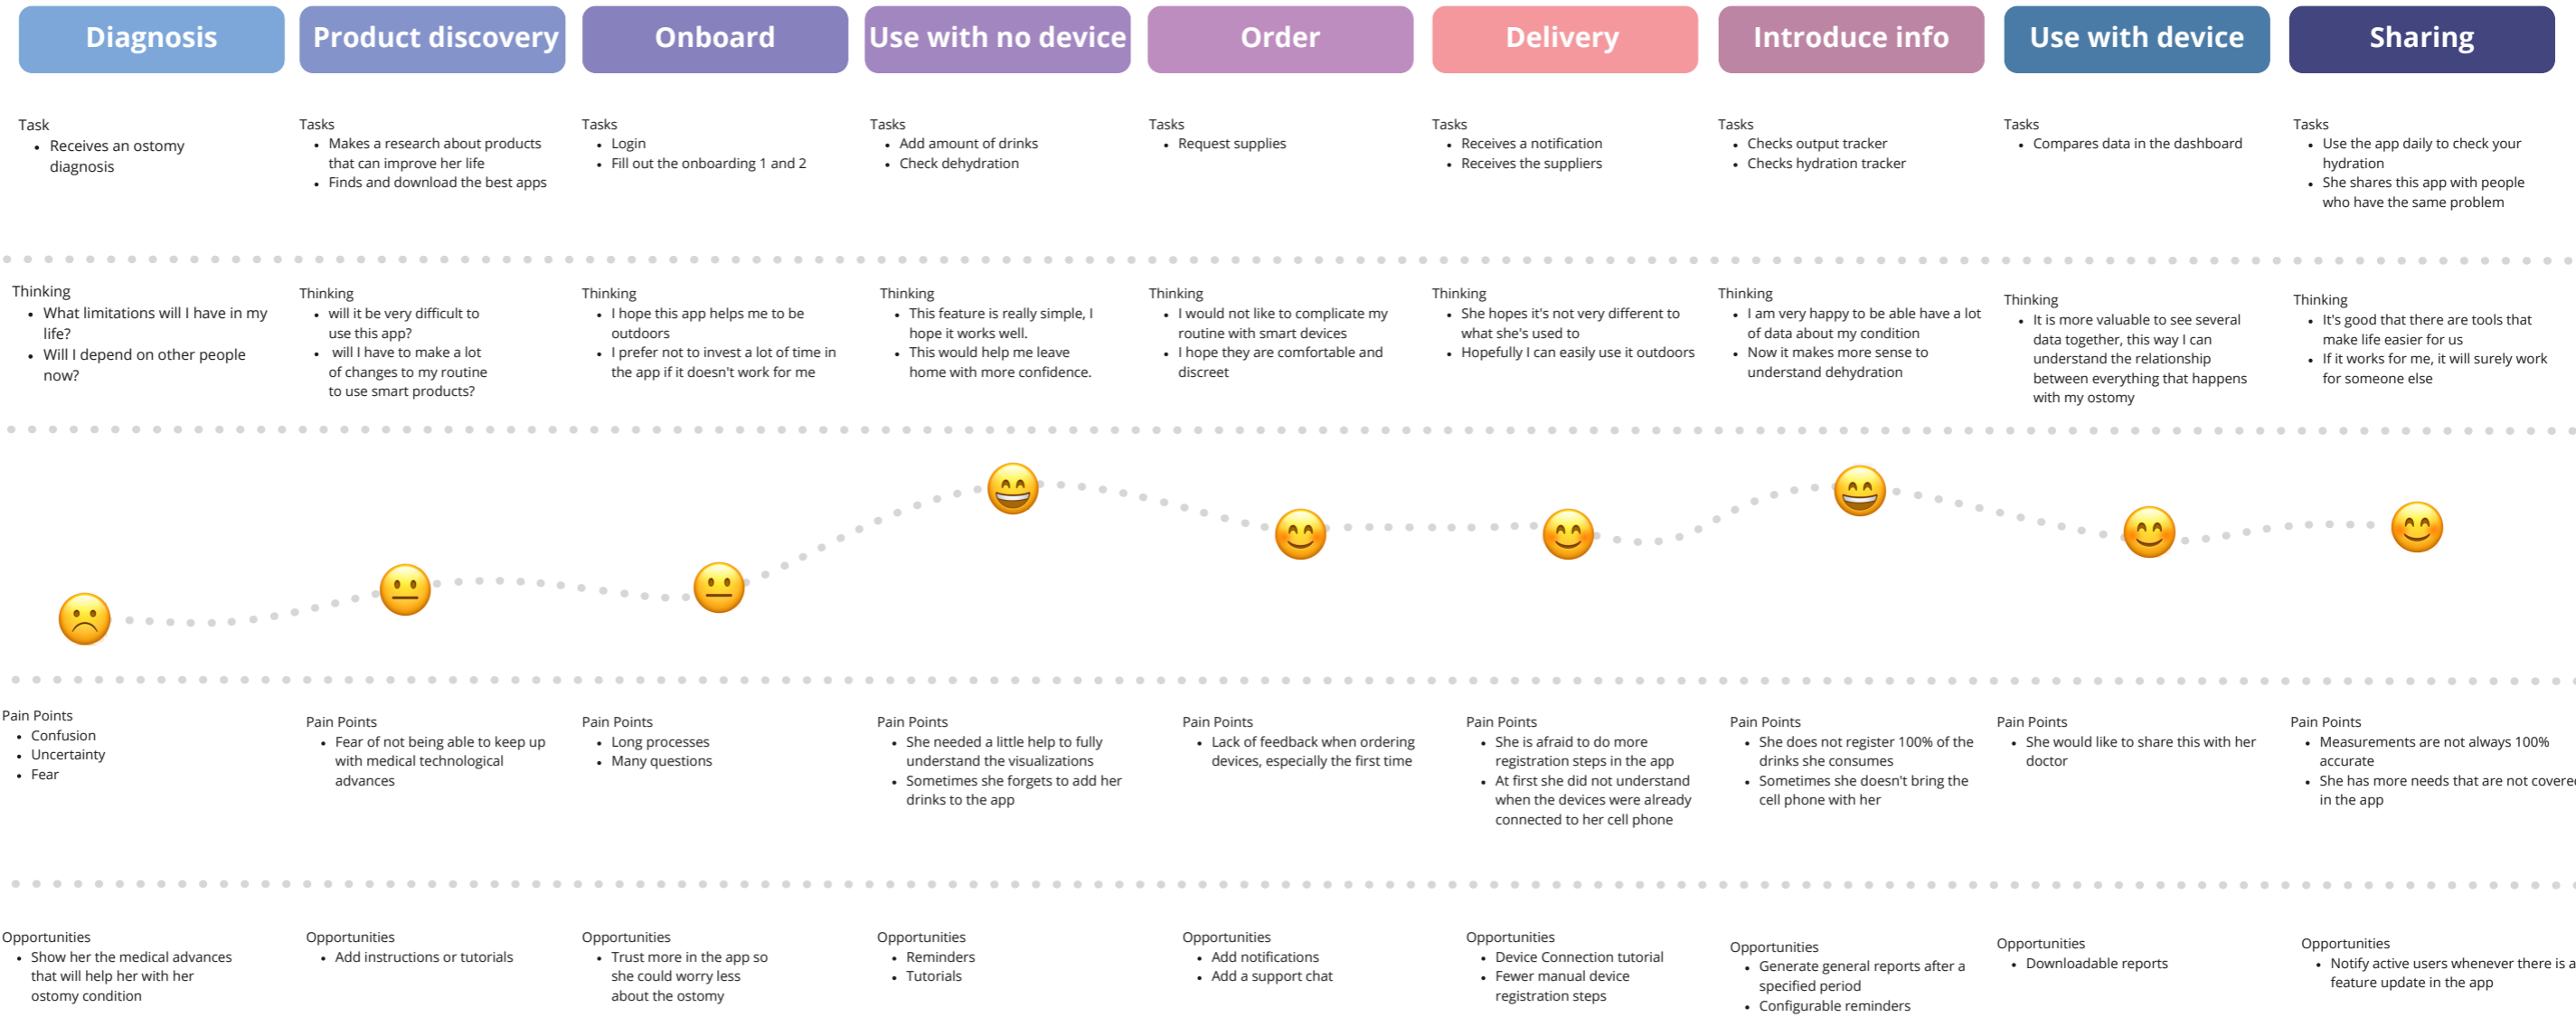 Diagnosis
Product discovery
Onboard
Use with no device
Order
Delivery
Introduce info
Use with device
Sharing
Task
• Receives an ostomy
diagnosis
Tasks
• Makes a research about products
that can improve her life
• Finds and download the best apps
Tasks
• Login
• Fill out the onboarding 1 and 2
Tasks
• Add amount of drinks
• Check dehydration
Tasks
• Request supplies
Tasks
• Receives a notification
• Receives the suppliers
Tasks
• Checks output tracker
• Checks hydration tracker
Tasks
• Compares data in the dashboard
Tasks
• Use the app daily to check your
hydration
• She shares this app with people
who have the same problem
Thinking
• What limitations will I have in my
life?
• Will I depend on other people
now?
Thinking
• will it be very difficult to
use this app?
• will I have to make a lot
of changes to my routine
to use smart products?
Thinking
• I hope this app helps me to be
outdoors
• I prefer not to invest a lot of time in
the app if it doesn't work for me
Thinking
• This feature is really simple, I
hope it works well.
• This would help me leave
home with more confidence.
Thinking
• I would not like to complicate my
routine with smart devices
• I hope they are comfortable and
discreet
Thinking
• She hopes it's not very different to
what she's used to
• Hopefully I can easily use it outdoors
Thinking
• I am very happy to be able have a lot
of data about my condition
• Now it makes more sense to
understand dehydration
Thinking
• It is more valuable to see several
data together, this way I can
understand the relationship
between everything that happens
with my ostomy
Thinking
• It's good that there are tools that
make life easier for us
• If it works for me, it will surely work
for someone else
Pain Points
• Confusion
• Uncertainty
• Fear
Pain Points
• Fear of not being able to keep up
with medical technological
advances
Pain Points
• Long processes
• Many questions
Pain Points
• She needed a little help to fully
understand the visualizations
• Sometimes she forgets to add her
drinks to the app
Pain Points
• Lack of feedback when ordering
devices, especially the first time
Pain Points
• She is afraid to do more
registration steps in the app
• At first she did not understand
when the devices were already
connected to her cell phone
Pain Points
• She does not register 100% of the
drinks she consumes
• Sometimes she doesn't bring the
cell phone with her
Pain Points
• She would like to share this with her
doctor
Pain Points
• Measurements are not always 100%
accurate
• She has more needs that are not covered
in the app
Opportunities
• Show her the medical advances
that will help her with her
ostomy condition
Opportunities
• Add instructions or tutorials
Opportunities
• Trust more in the app so
she could worry less
about the ostomy
Opportunities
• Reminders
• Tutorials
Opportunities
• Add notifications
• Add a support chat
Opportunities
• Device Connection tutorial
• Fewer manual device
registration steps
Opportunities
• Generate general reports after a
specified period
• Configurable reminders
Opportunities
• Downloadable reports
Opportunities
• Notify active users whenever there is a
feature update in the app